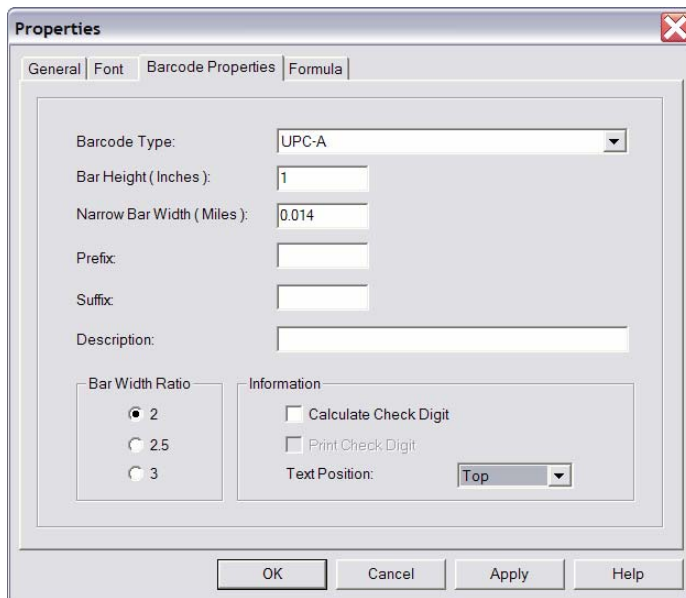 Properties
General Font Barcode Properties Formula
Barcode Type: UPC-A
Bar Height ( Inches ): 1
Narrow Bar Width ( Miles ): 0.014
Prefix:
Suffix:
Description:
Bar Width Ratio Information
2 Calculate Check Digit
2.5 Print Check Digit
3 Text Position: Top
OK Cancel Apply Help